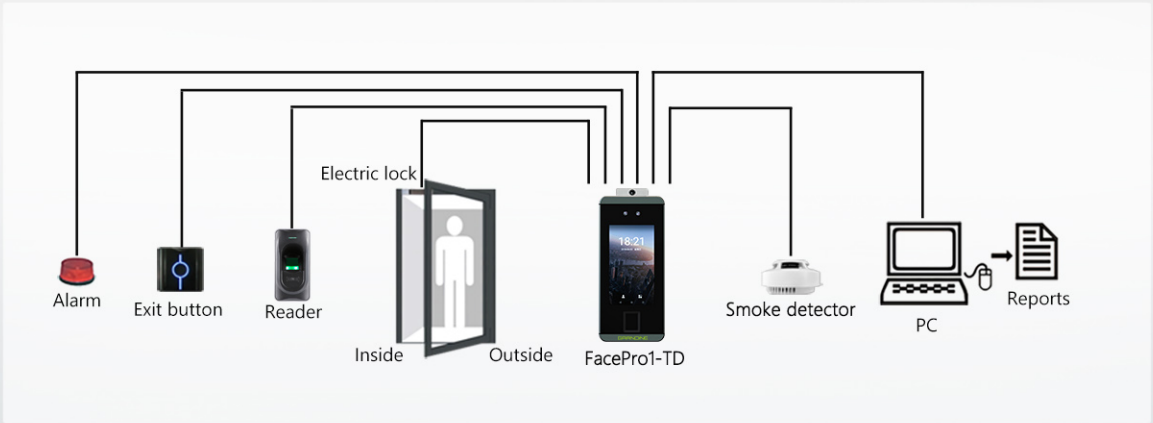 Electric lock
18:21
Alarm
Exit button
Reader
Inside
Outside
FacePro1-TD
Smoke detector
PC
Reports